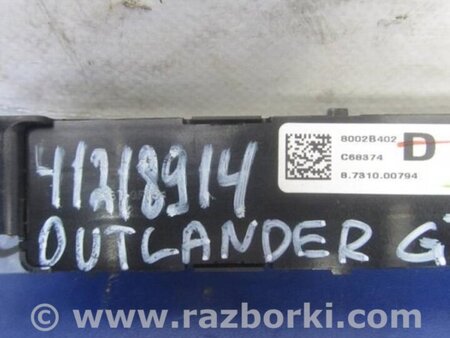 8002B402
D
C68374
8.7310.00794
41218914
OUTLANDER G
www.razborki.com